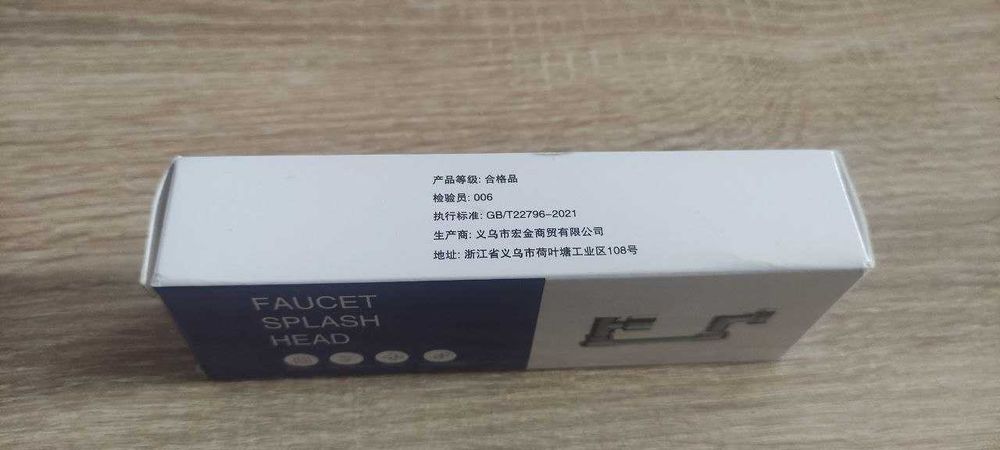 产品等级: 合格品
检验员: 006
执行标准: GB/T22796-2021
生产商: 义乌市宏金商贸有限公司
地址: 浙江省义乌市荷叶塘工业区108号
FAUCET
SPLASH
HEAD